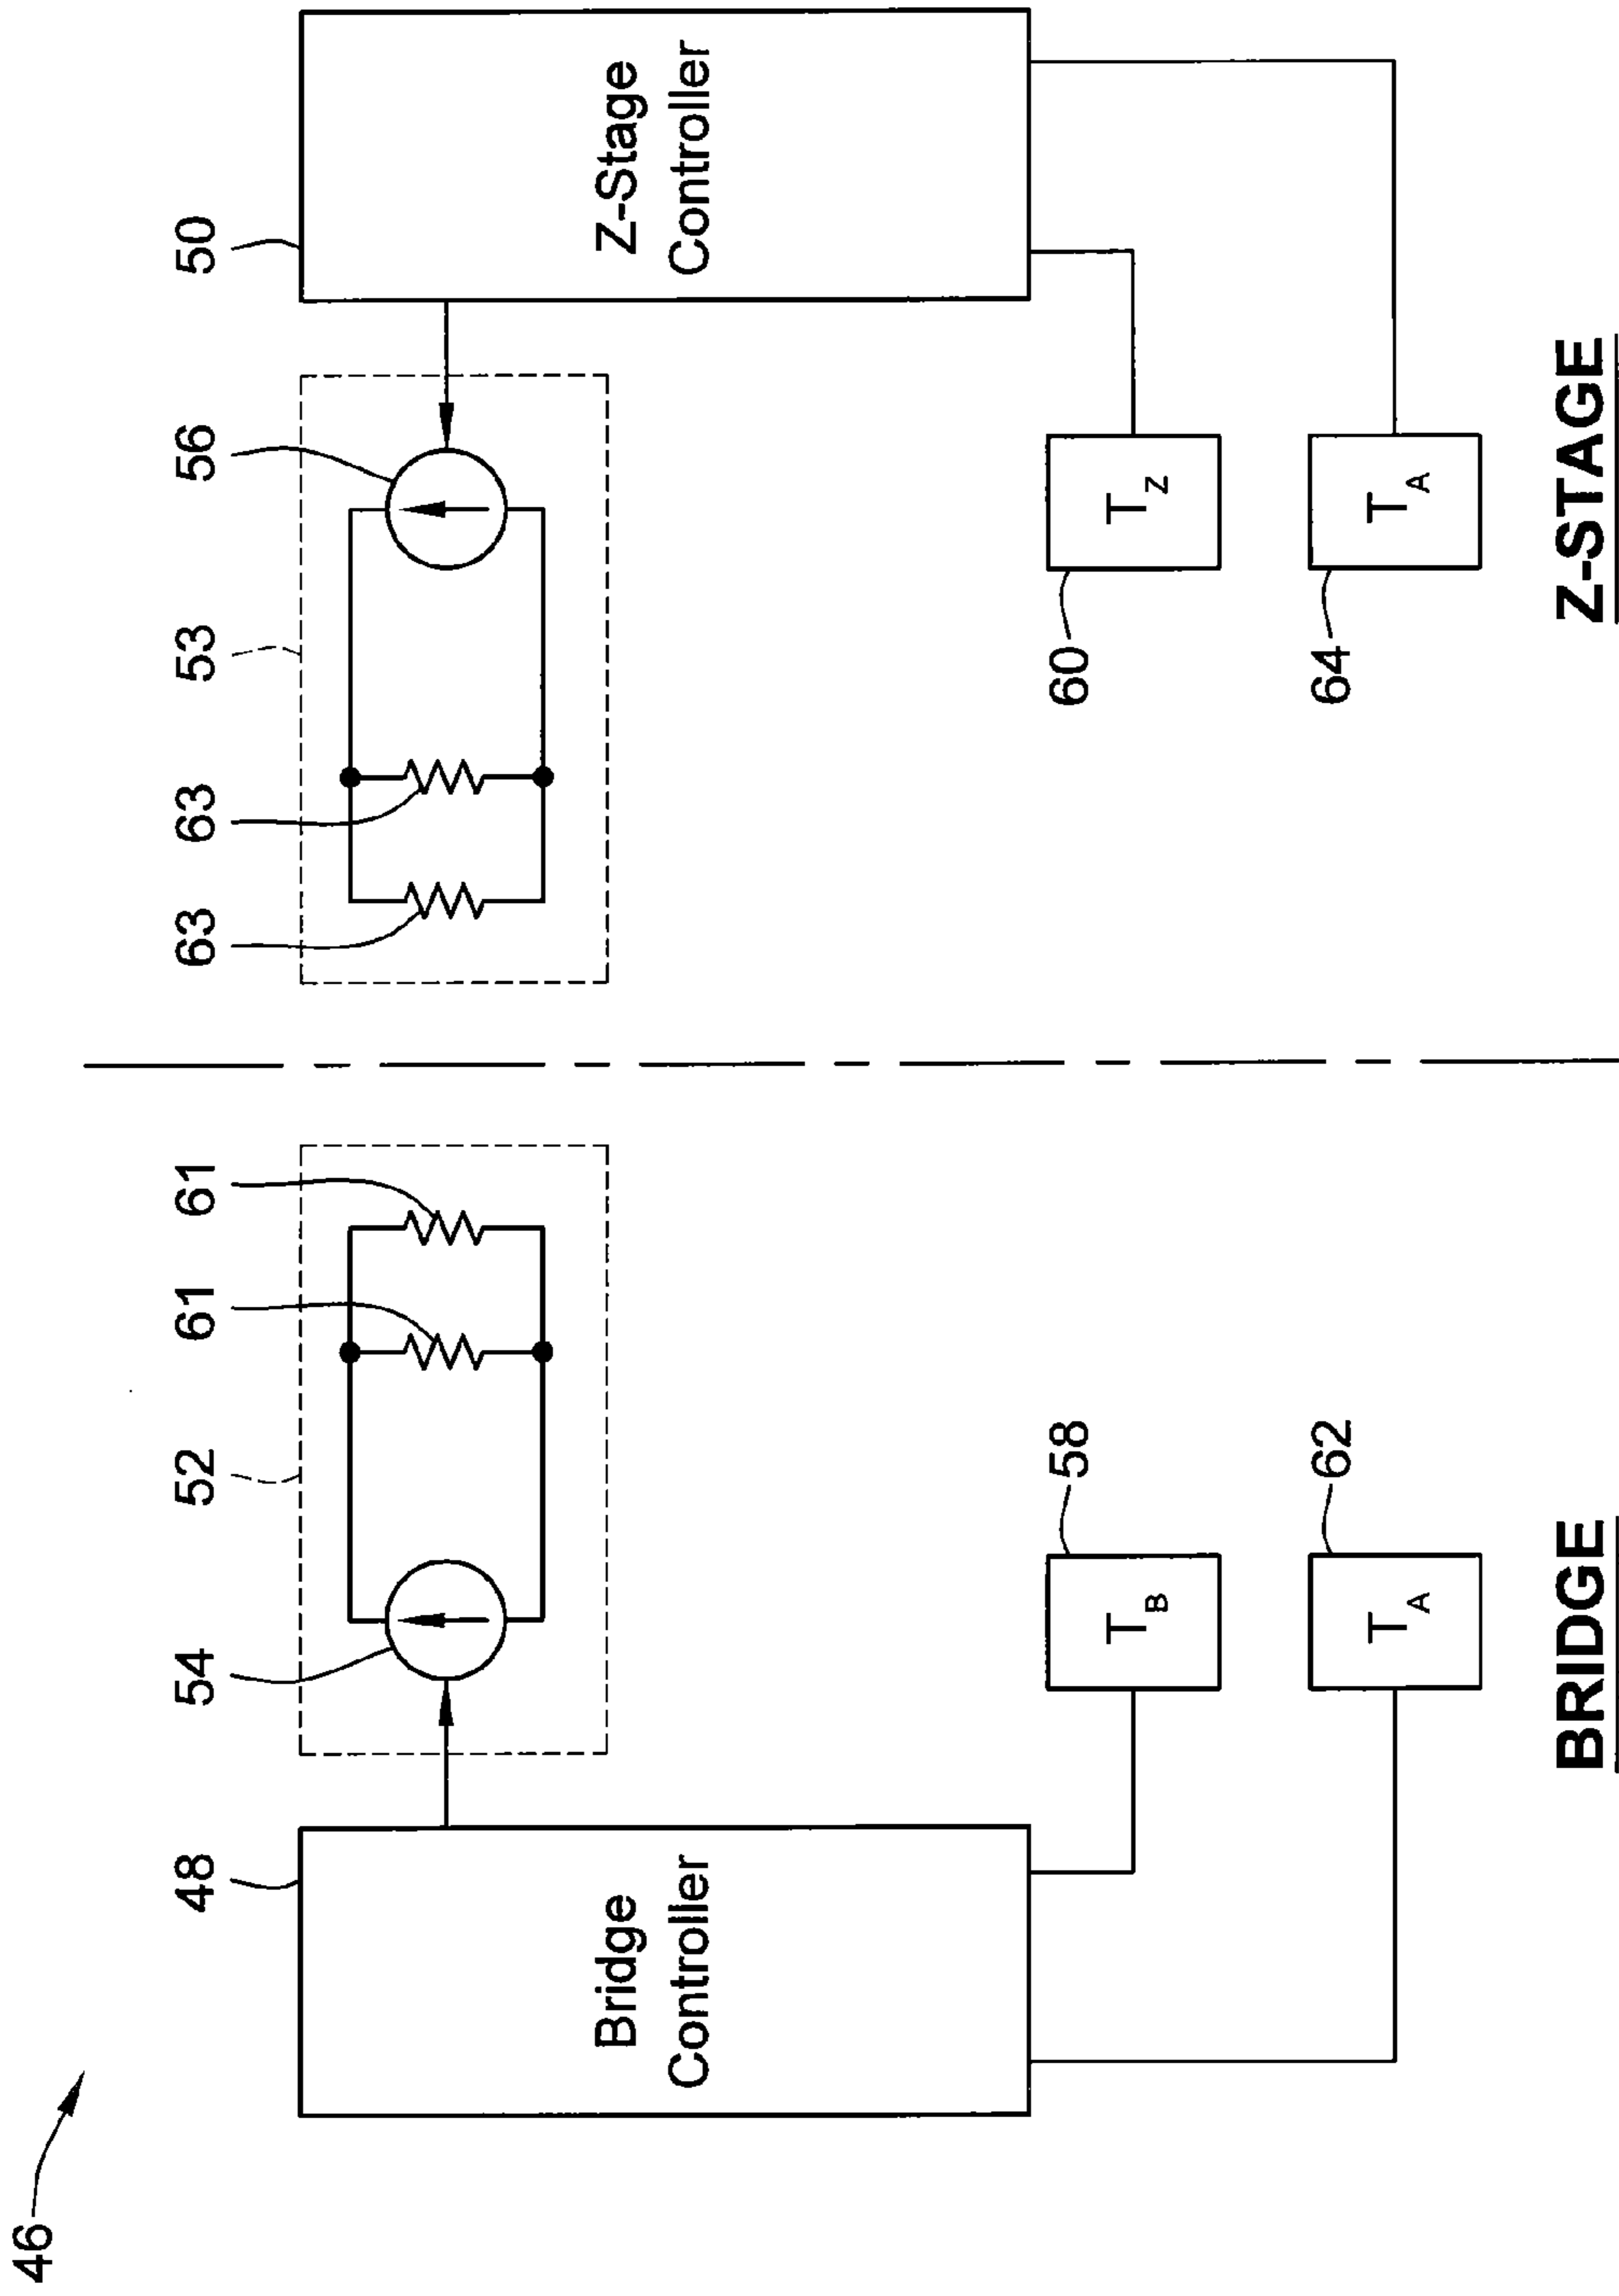 46
48
54
52
61
61
63
63
53
56
50
Bridge
Controller
Z-Stage
Controller
58
60
T_B
T_Z
62
64
T_A
T_A
BRIDGE
Z-STAGE